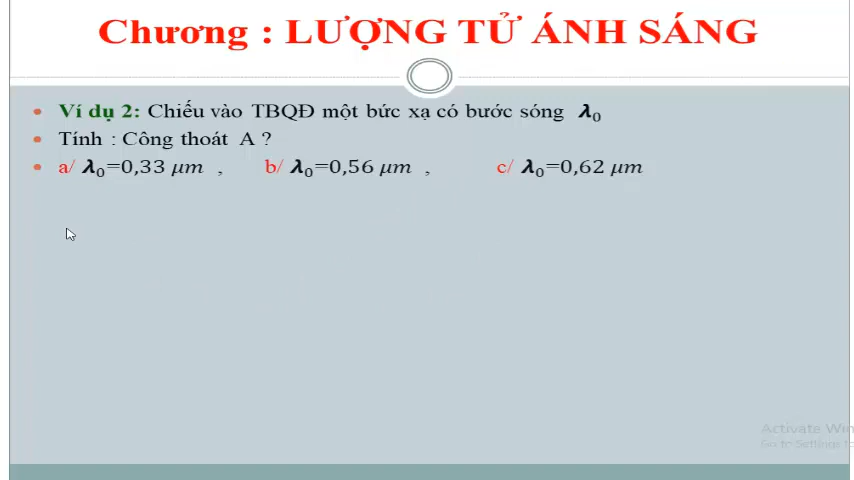 Chương : LƯỢNG TỬ ÁNH SÁNG
Ví dụ 2: Chiếu vào TBQĐ một bức xạ có bước sóng λ₀
Tính : Công thoát A ?
a/ λ₀=0,33 μm , b/ λ₀=0,56 μm , c/ λ₀=0,62 μm
Activate Win
Go to Settings to